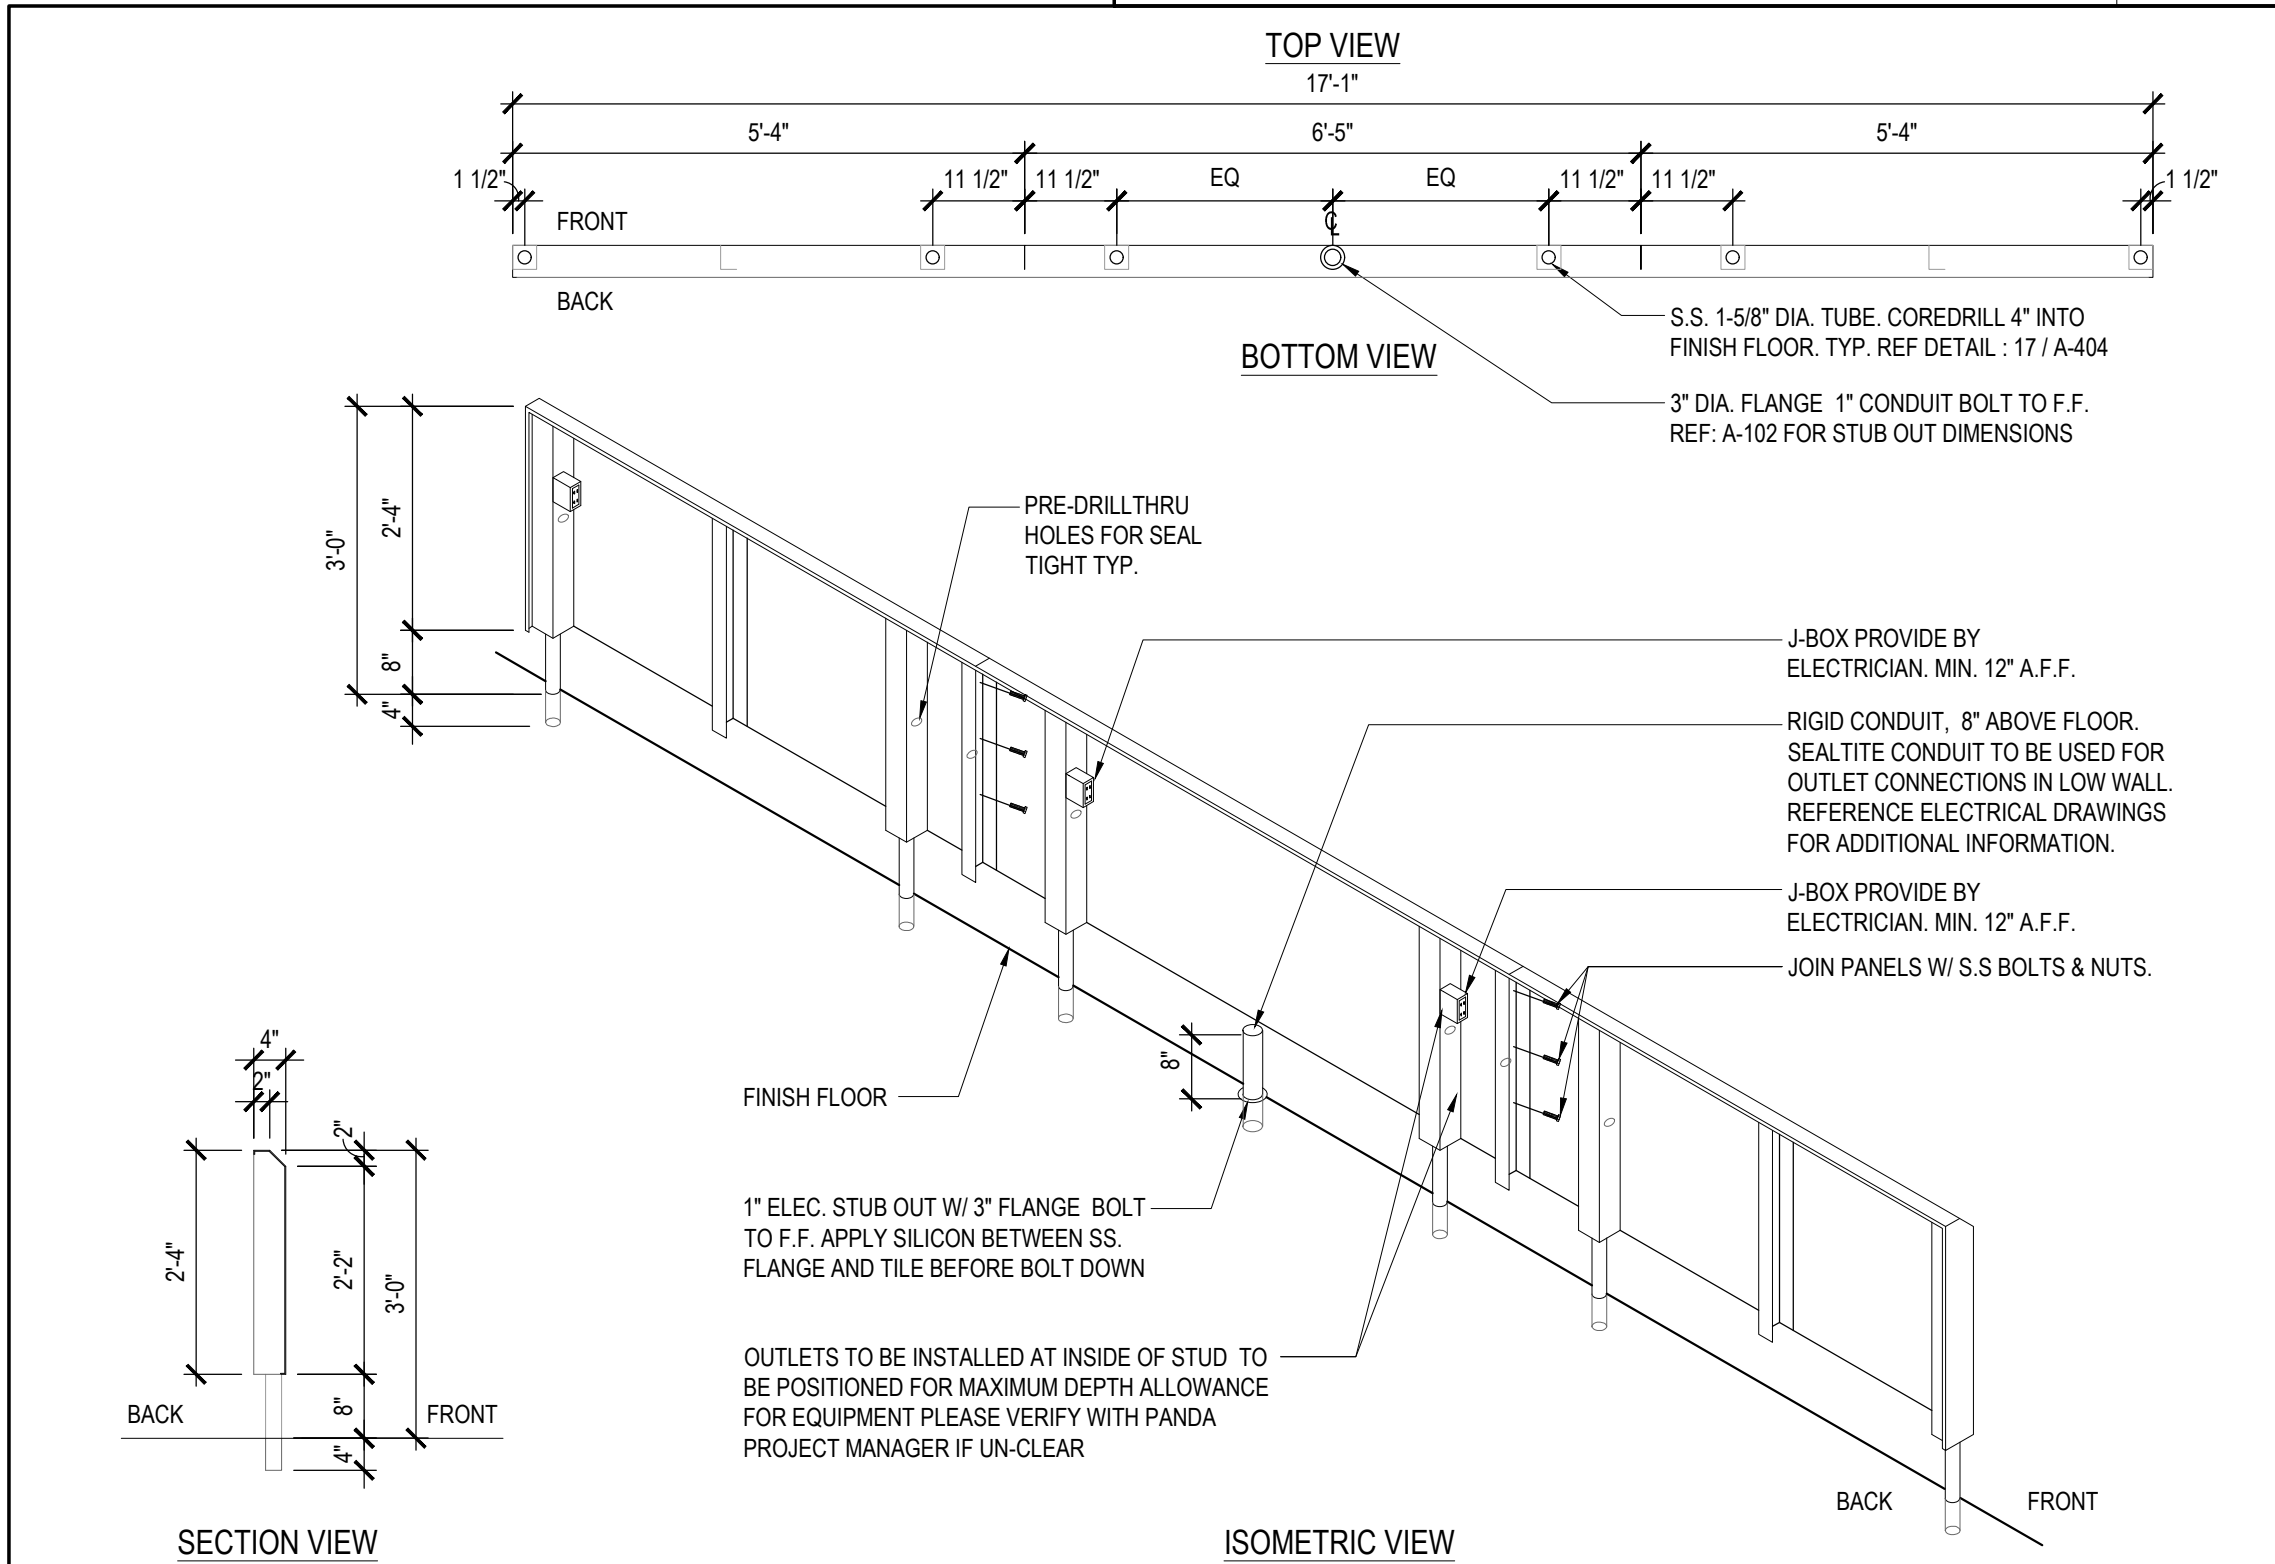 TOP VIEW
17'-1"
5'-4"
6'-5"
5'-4"
1 1/2"
11 1/2"
11 1/2"
EQ
EQ
11 1/2"
11 1/2"
1 1/2"
FRONT
CL
BACK
S.S. 1-5/8" DIA. TUBE. COREDRILL 4" INTO
FINISH FLOOR. TYP. REF DETAIL : 17 / A-404
BOTTOM VIEW
3" DIA. FLANGE 1" CONDUIT BOLT TO F.F.
REF: A-102 FOR STUB OUT DIMENSIONS
3'-0"
2'-4"
8"
4"
PRE-DRILLTHRU
HOLES FOR SEAL
TIGHT TYP.
J-BOX PROVIDE BY
ELECTRICIAN. MIN. 12" A.F.F.
RIGID CONDUIT, 8" ABOVE FLOOR.
SEALTITE CONDUIT TO BE USED FOR
OUTLET CONNECTIONS IN LOW WALL.
REFERENCE ELECTRICAL DRAWINGS
FOR ADDITIONAL INFORMATION.
J-BOX PROVIDE BY
ELECTRICIAN. MIN. 12" A.F.F.
JOIN PANELS W/ S.S BOLTS & NUTS.
8"
FINISH FLOOR
1" ELEC. STUB OUT W/ 3" FLANGE BOLT
TO F.F. APPLY SILICON BETWEEN SS.
FLANGE AND TILE BEFORE BOLT DOWN
OUTLETS TO BE INSTALLED AT INSIDE OF STUD TO
BE POSITIONED FOR MAXIMUM DEPTH ALLOWANCE
FOR EQUIPMENT PLEASE VERIFY WITH PANDA
PROJECT MANAGER IF UN-CLEAR
4"
2"
2"
2'-4"
2'-2"
3'-0"
8"
4"
BACK
FRONT
SECTION VIEW
BACK
FRONT
ISOMETRIC VIEW